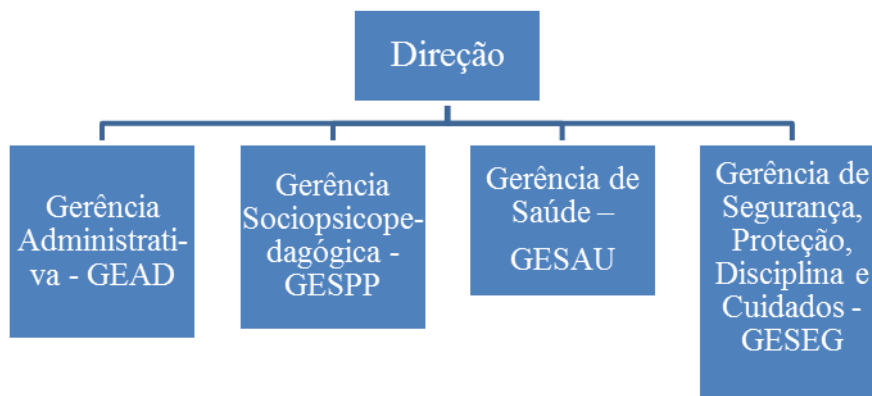 Direção
Gerência
Administrati-
va - GEAD
Gerência
Sociopsicope-
dagógica -
GESPP
Gerência de
Saúde –
GESAU
Gerência de
Segurança,
Proteção,
Disciplina e
Cuidados -
GESEG